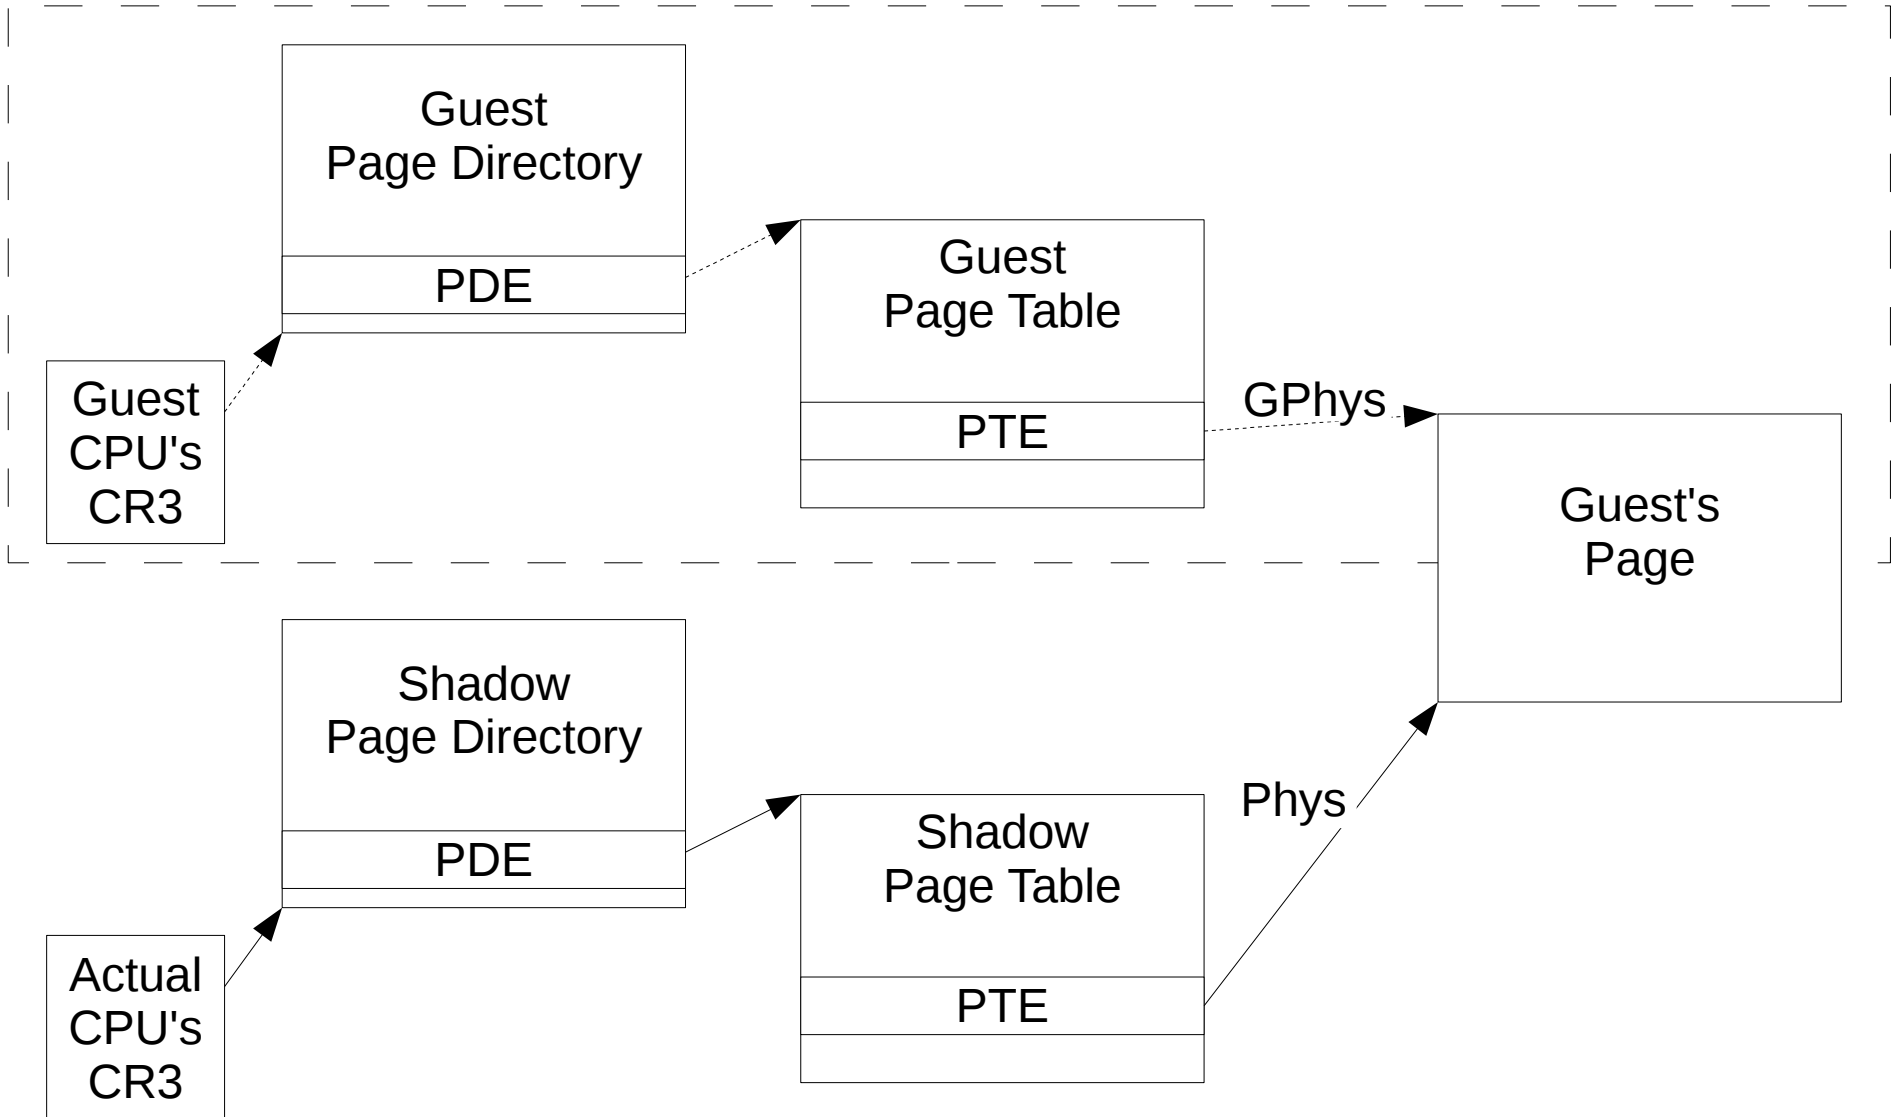 Guest
Page Directory
PDE
Guest
Page Table
PTE
GPhys
Guest
CPU's
CR3
Guest's
Page
Shadow
Page Directory
PDE
Shadow
Page Table
PTE
Phys
Actual
CPU's
CR3